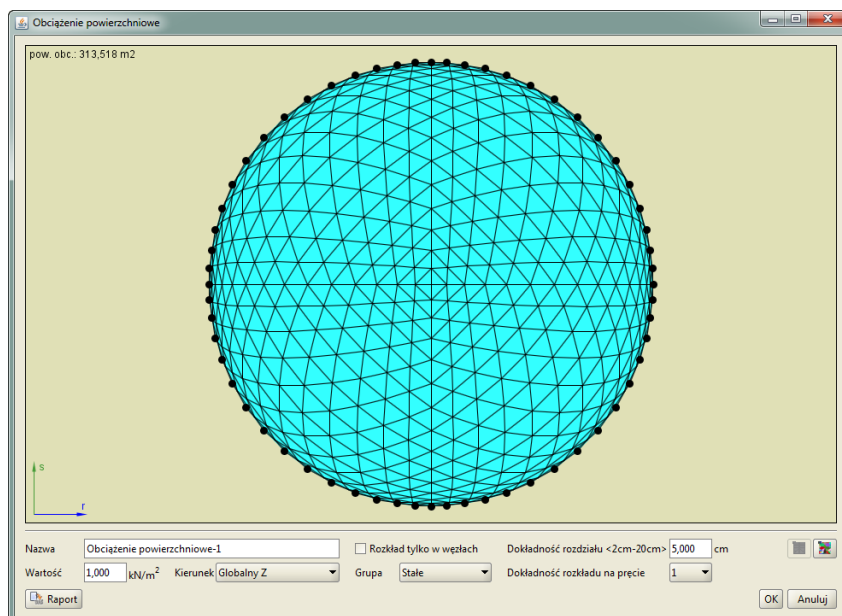 Obciążenie powierzchniowe
pow. obc.: 313,518 m2
s
r
Nazwa Obciążenie powierzchniowe-1 Rozkład tylko w węzłach Dokładność rozdziału <2cm-20cm> 5,000 cm
Wartość 1,000 kN/m² Kierunek Globalny Z Grupa Stałe Dokładność rozkładu na pręcie 1
Raport OK Anuluj